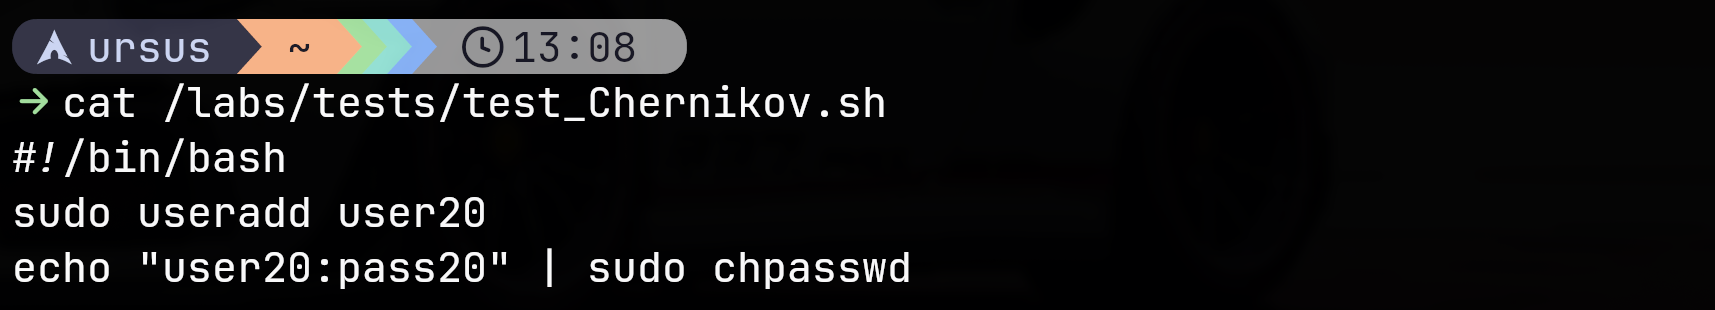 ursus ~ 13:08
→ cat /labs/tests/test_Chernikov.sh
#!/bin/bash
sudo useradd user20
echo "user20:pass20" | sudo chpasswd